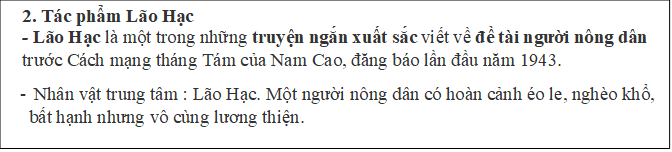 2. Tác phẩm Lão Hạc
- Lão Hạc là một trong những truyện ngắn xuất sắc viết về đề tài người nông dân
trước Cách mạng tháng Tám của Nam Cao, đăng báo lần đầu năm 1943.
- Nhân vật trung tâm : Lão Hạc. Một người nông dân có hoàn cảnh éo le, nghèo khổ,
bất hạnh nhưng vô cùng lương thiện.